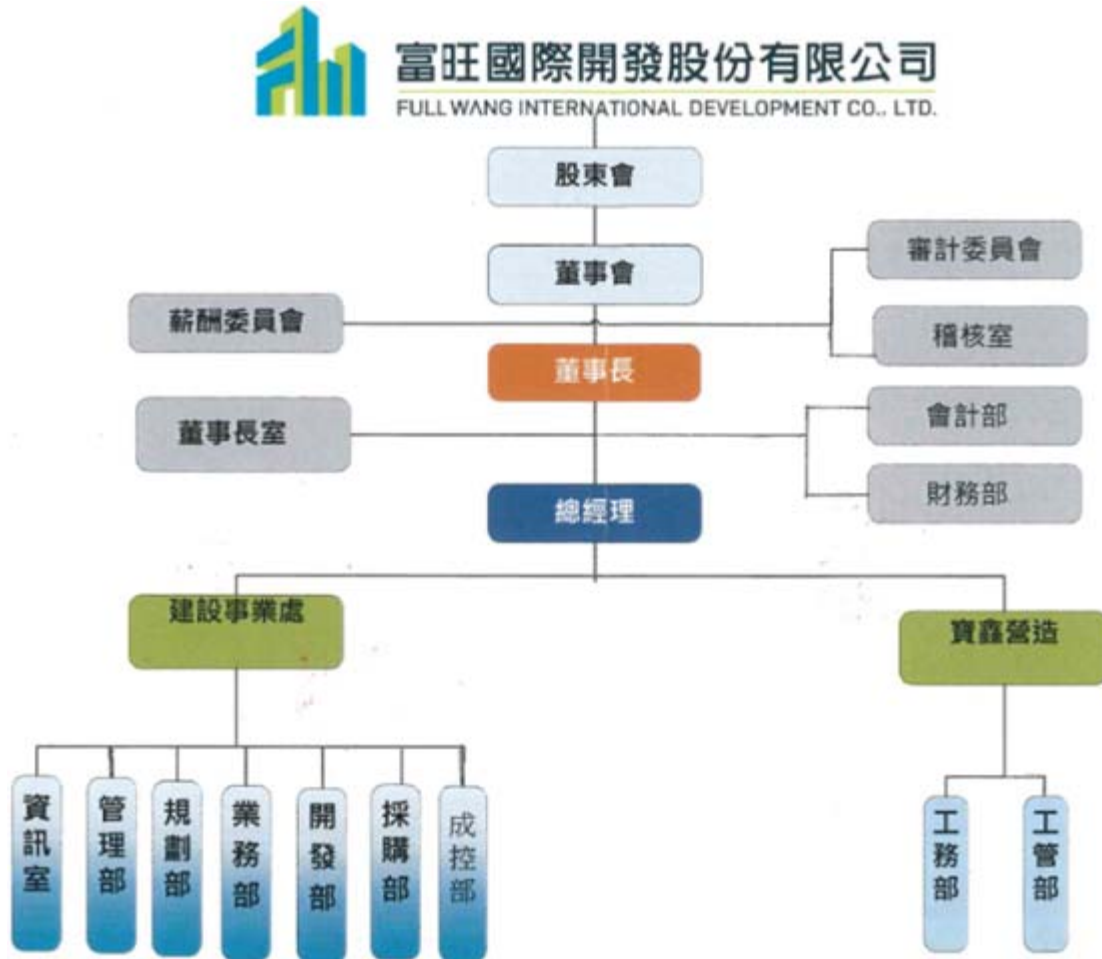 富旺國際開發股份有限公司
FULL WANG INTERNATIONAL DEVELOPMENT CO., LTD.
股東會
董事會
審計委員會
薪酬委員會
稽核室
董事長
董事長室
會計部
財務部
總經理
建設事業處
寶鑫營造
資訊室
管理部
規劃部
業務部
開發部
採購部
成控部
工務部
工管部